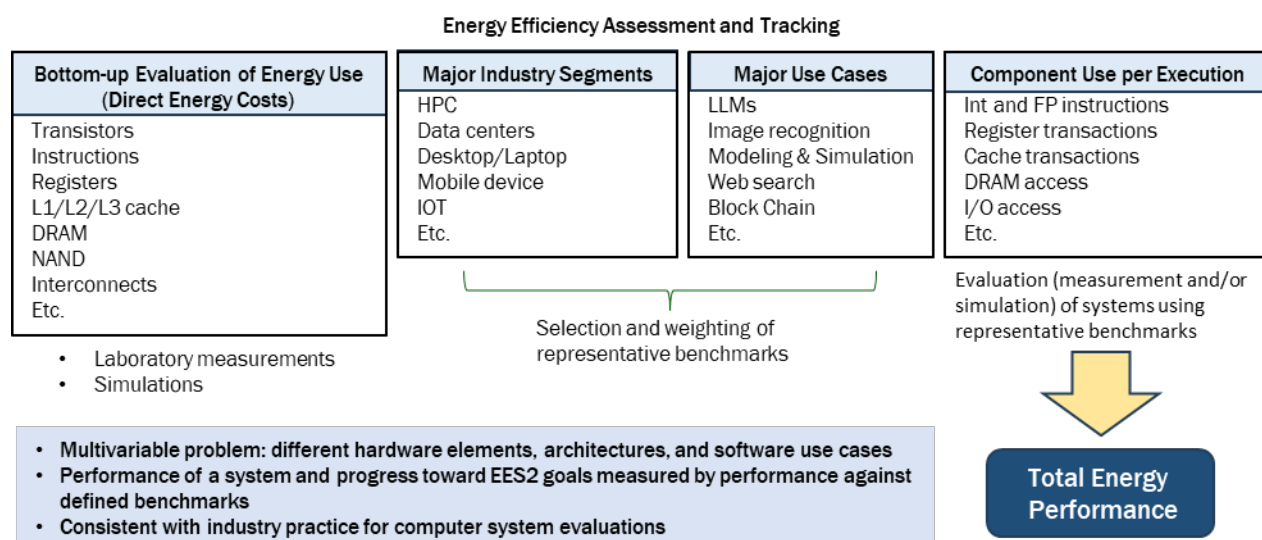 Energy Efficiency Assessment and Tracking
Bottom-up Evaluation of Energy Use
(Direct Energy Costs)
Transistors
Instructions
Registers
L1/L2/L3 cache
DRAM
NAND
Interconnects
Etc.
• Laboratory measurements
• Simulations
Major Industry Segments
HPC
Data centers
Desktop/Laptop
Mobile device
IOT
Etc.
Major Use Cases
LLMs
Image recognition
Modeling & Simulation
Web search
Block Chain
Etc.
Selection and weighting of
representative benchmarks
Component Use per Execution
Int and FP instructions
Register transactions
Cache transactions
DRAM access
I/O access
Etc.
Evaluation (measurement and/or
simulation) of systems using
representative benchmarks
Total Energy
Performance
• Multivariable problem: different hardware elements, architectures, and software use cases
• Performance of a system and progress toward EES2 goals measured by performance against
defined benchmarks
• Consistent with industry practice for computer system evaluations